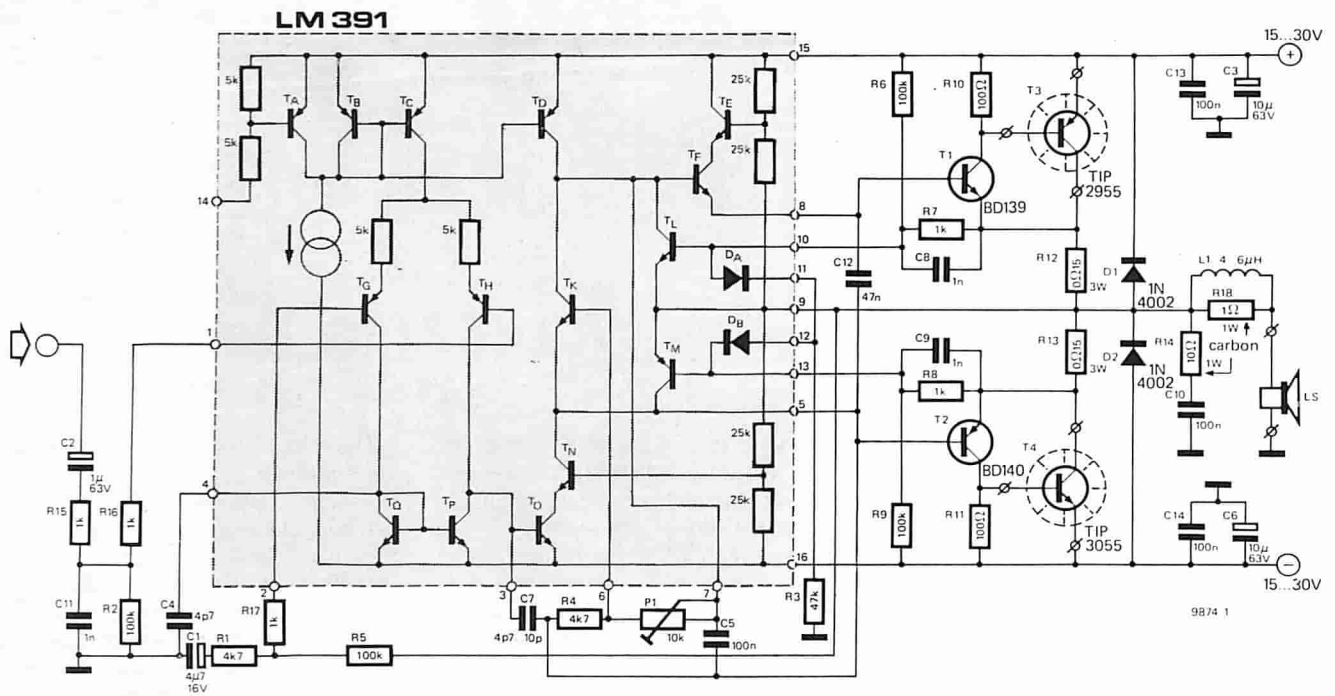 LM 391
15
15...30V
5k
TA
TB
TC
TD
TE
25k
R6
100k
R10
100Ω
T3
C13
100n
C3
10µ
63V
5k
25k
TF
T1
TIP
2955
14
8
BD139
5k
5k
TL
10
R7
1k
DA
11
C8
1n
R12
0Ω15
3W
D1
1N
4002
L1 4 6µH
R18
1Ω
1W
C12
47n
TG
TH
TK
9
1
DB
12
C9
1n
R13
0Ω15
3W
D2
1N
4002
R14
10Ω
1W
carbon
TM
13
R8
1k
C10
100n
LS
5
C2
1µ
63V
25k
T2
T4
BD140
4
TN
25k
R15
1k
R16
1k
TQ
TP
TO
R9
100k
R11
100Ω
TIP
3055
C14
100n
C6
10µ
63V
16
15...30V
C11
1n
R2
100k
C4
4p7
2
R17
1k
3
C7
4p7 10p
R4
4k7
6
P1
10k
7
C5
100n
R3
47k
9874 1
C1
4µ7
16V
R1
4k7
R5
100k